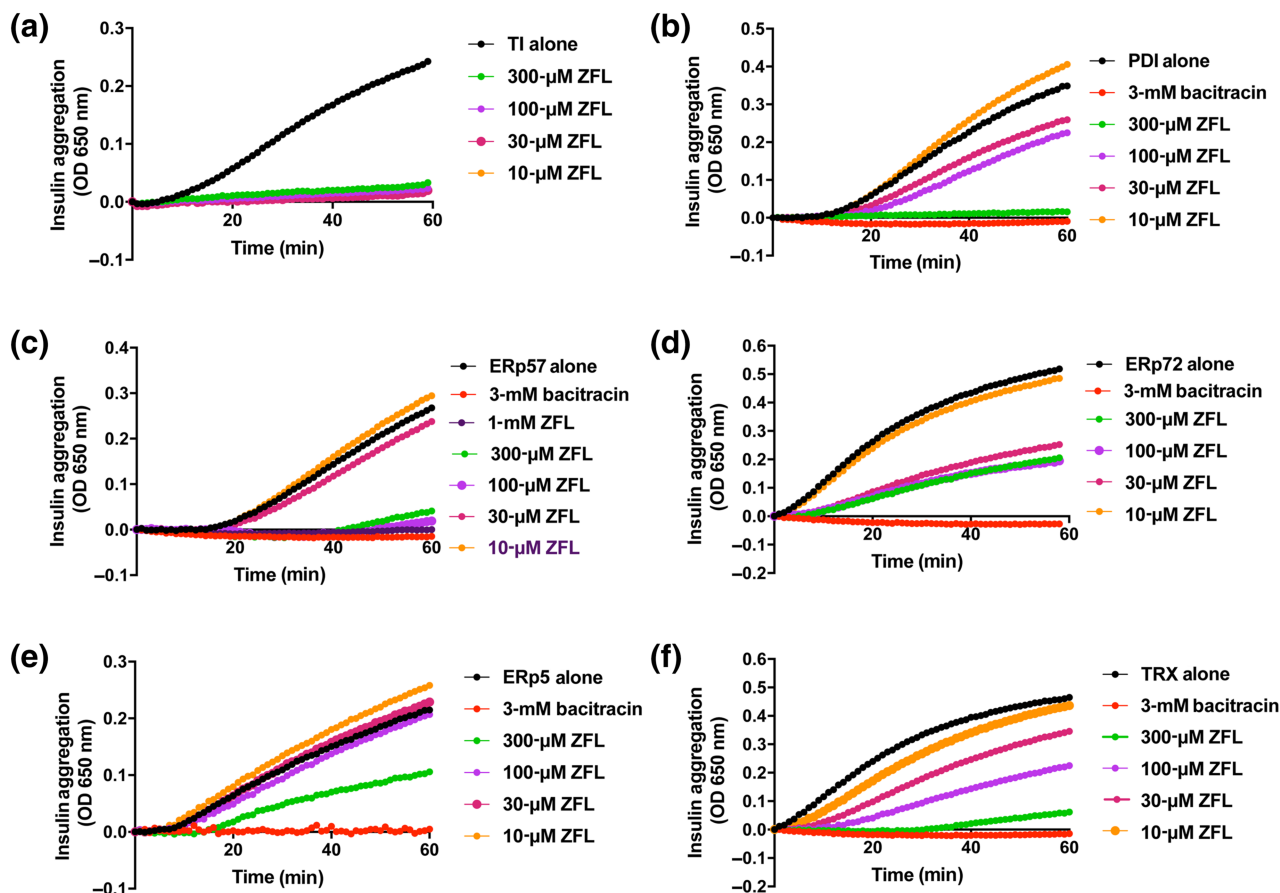 (a)
Insulin aggregation
(OD 650 nm)
0.3
0.2
0.1
0.0
–0.1
20
40
60
Time (min)
TI alone
300-µM ZFL
100-µM ZFL
30-µM ZFL
10-µM ZFL
(b)
Insulin aggregation
(OD 650 nm)
0.5
0.4
0.3
0.2
0.1
0.0
–0.1
20
40
60
Time (min)
PDI alone
3-mM bacitracin
300-µM ZFL
100-µM ZFL
30-µM ZFL
10-µM ZFL
(c)
Insulin aggregation
(OD 650 nm)
0.4
0.3
0.2
0.1
0.0
–0.1
20
40
60
Time (min)
ERp57 alone
3-mM bacitracin
1-mM ZFL
300-µM ZFL
100-µM ZFL
30-µM ZFL
10-µM ZFL
(d)
Insulin aggregation
(OD 650 nm)
0.6
0.5
0.4
0.3
0.2
0.1
0.0
–0.1
–0.2
20
40
60
Time (min)
ERp72 alone
3-mM bacitracin
300-µM ZFL
100-µM ZFL
30-µM ZFL
10-µM ZFL
(e)
Insulin aggregation
(OD 650 nm)
0.3
0.2
0.1
0.0
–0.1
20
40
60
Time (min)
ERp5 alone
3-mM bacitracin
300-µM ZFL
100-µM ZFL
30-µM ZFL
10-µM ZFL
(f)
Insulin aggregation
(OD 650 nm)
0.6
0.5
0.4
0.3
0.2
0.1
0.0
–0.1
–0.2
20
40
60
Time (min)
TRX alone
3-mM bacitracin
300-µM ZFL
100-µM ZFL
30-µM ZFL
10-µM ZFL